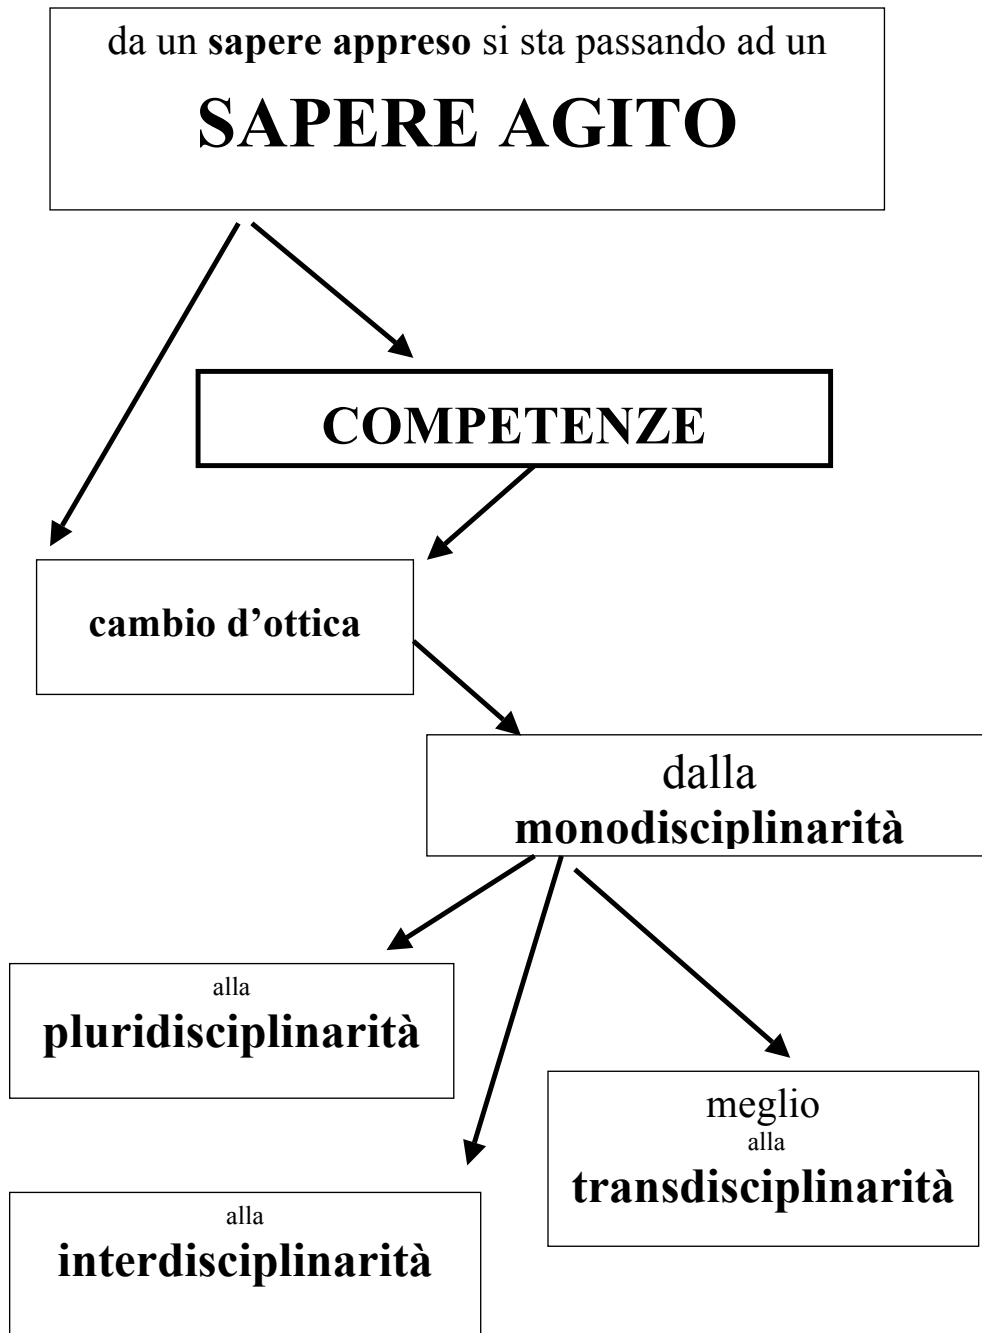 da un sapere appreso si sta passando ad un
SAPERE AGITO
COMPETENZE
cambio d’ottica
dalla
monodisciplinarità
alla
pluridisciplinarità
meglio
alla
transdisciplinarità
alla
interdisciplinarità